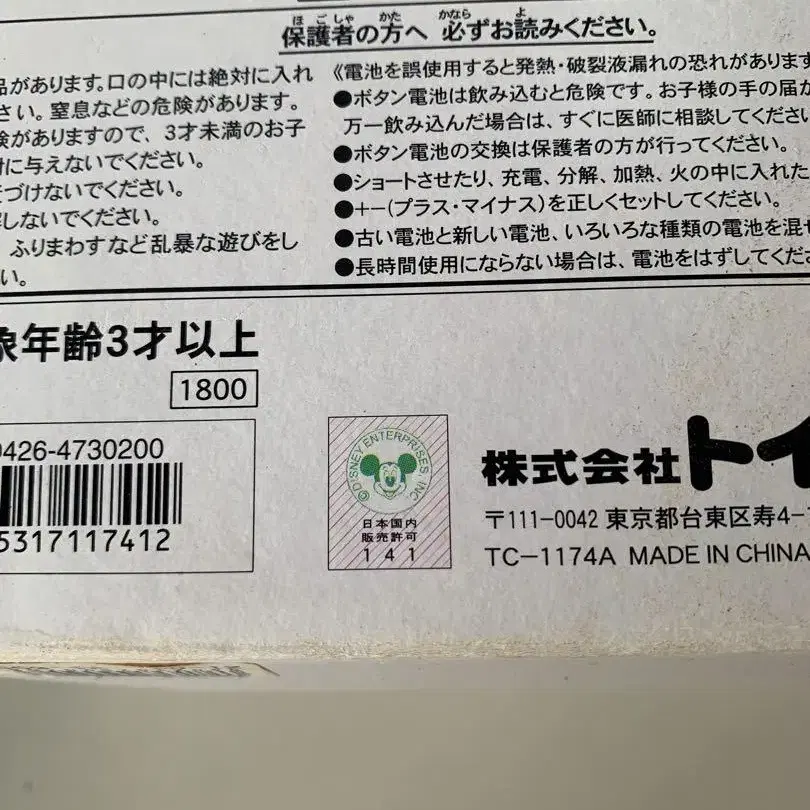 保護者の方へ 必ずお読みください。
ほごしゃ かた かなら よ
品があります。口の中には絶対に入れ
さい。窒息などの危険があります。
険がありますので、3才未満のお子
対に与えないでください。
づけないでください。
しないでください。
、ふりまわすなど乱暴な遊びをし
い。
《電池を誤使用すると発熱・破裂液漏れの恐れがあります
●ボタン電池は飲み込むと危険です。お子様の手の届か
万一飲み込んだ場合は、すぐに医師に相談してください
●ボタン電池の交換は保護者の方が行ってください。
●ショートさせたり、充電、分解、加熱、火の中に入れた
●+−(プラス・マイナス)を正しくセットしてください。
●古い電池と新しい電池、いろいろな種類の電池を混ぜ
●長時間使用にならない場合は、電池をはずしてくださ
象年齢3才以上
1800
0426-4730200
5317117412
©DISNEY ENTERPRISES INC.
日本国内
販売許可
141
株式会社トイ
〒111-0042 東京都台東区寿4-
TC-1174A MADE IN CHINA